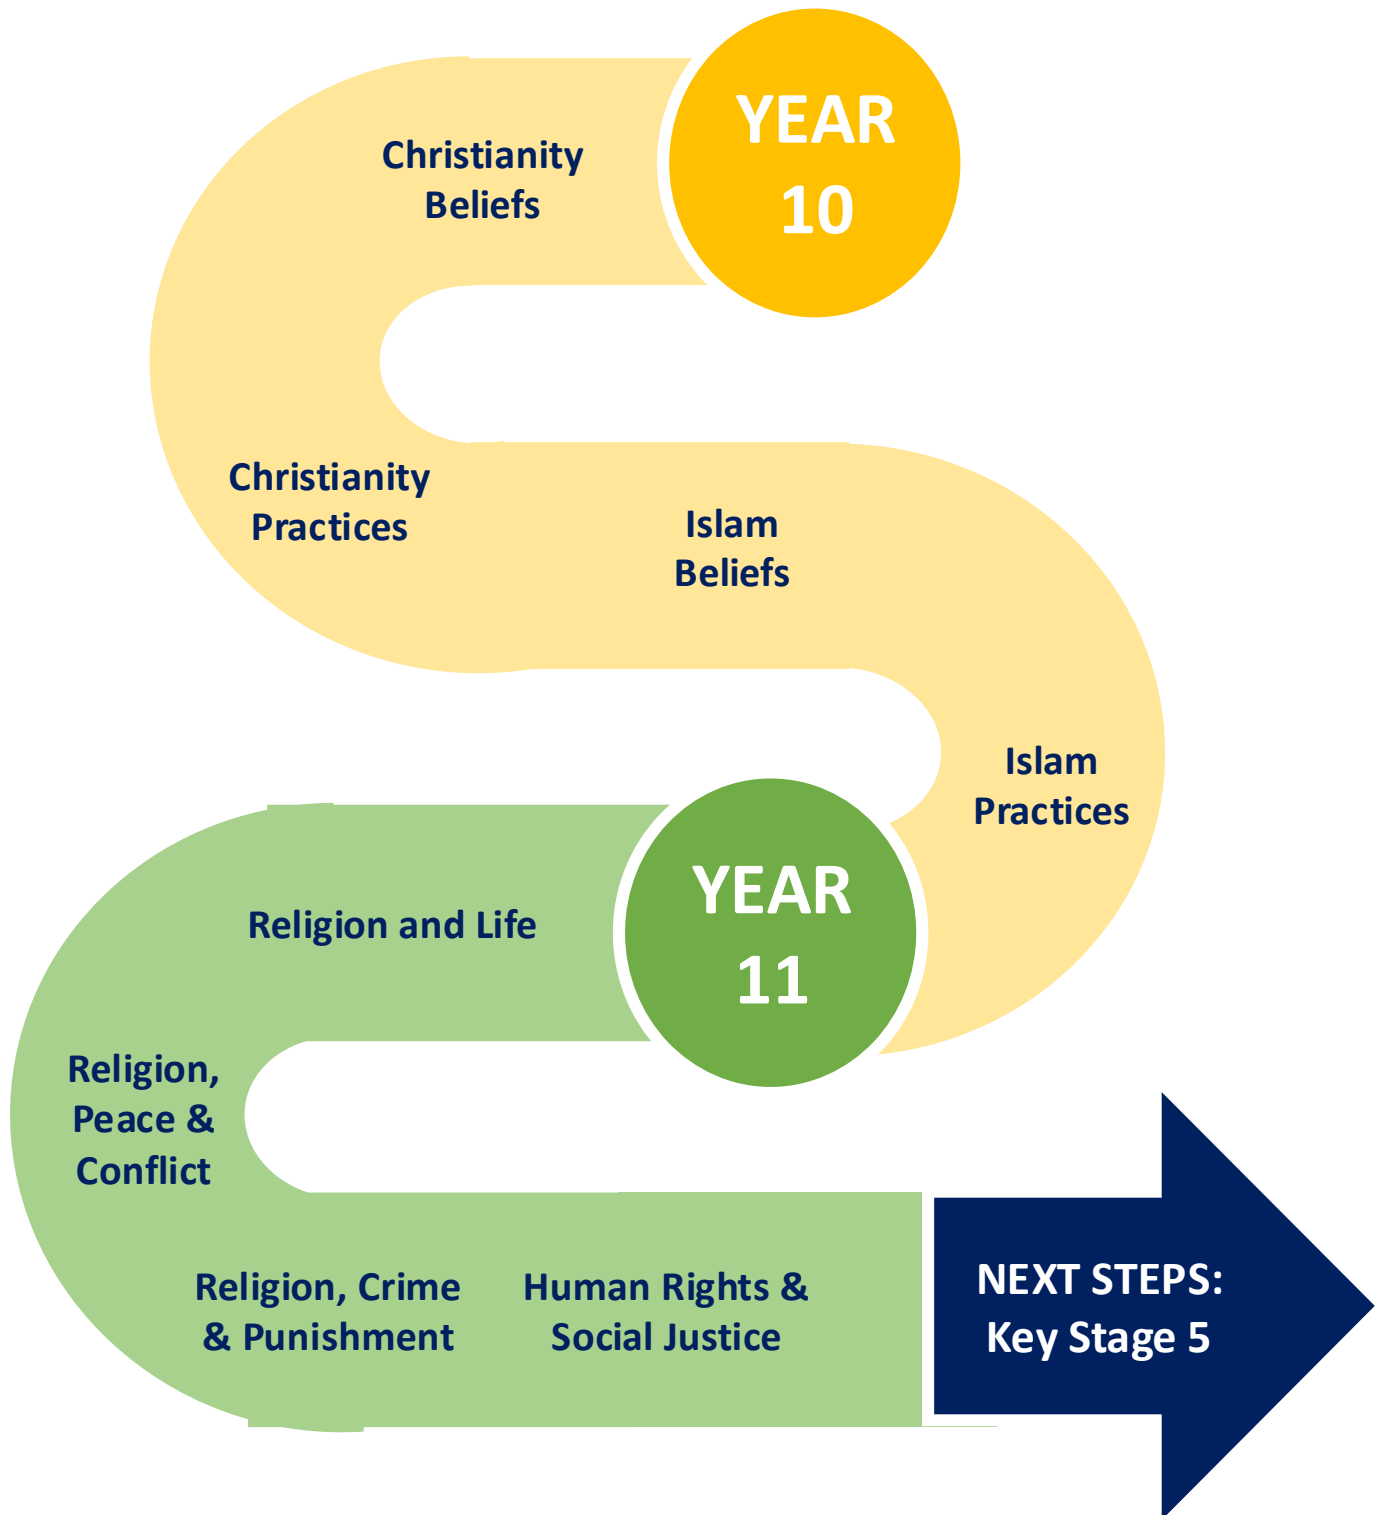 YEAR
10
Christianity
Beliefs
Christianity
Practices
Islam
Beliefs
Islam
Practices
YEAR
11
Religion and Life
Religion,
Peace &
Conflict
Religion, Crime
& Punishment
Human Rights &
Social Justice
NEXT STEPS:
Key Stage 5